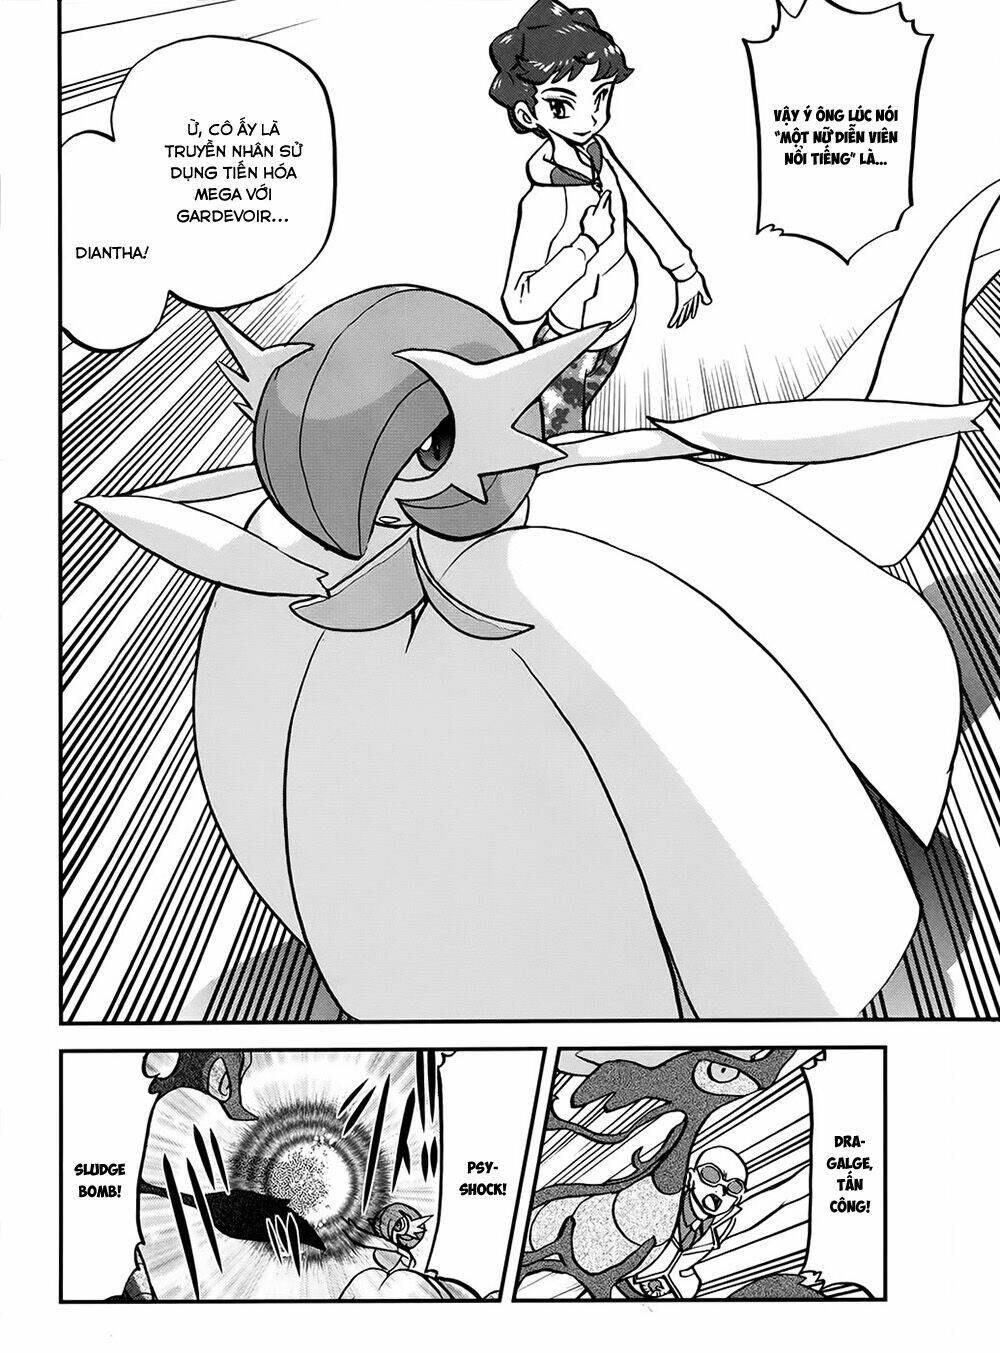 VẬY Ý ÔNG LÚC NÓI
"MỘT NỮ DIỄN VIÊN
NỔI TIẾNG" LÀ...
Ừ, CÔ ẤY LÀ
TRUYỀN NHÂN SỬ
DỤNG TIẾN HÓA
MEGA VỚI
GARDEVOIR...
DIANTHA!
DRA-
GALGE,
TẤN
CÔNG!
PSY-
SHOCK!
SLUDGE
BOMB!